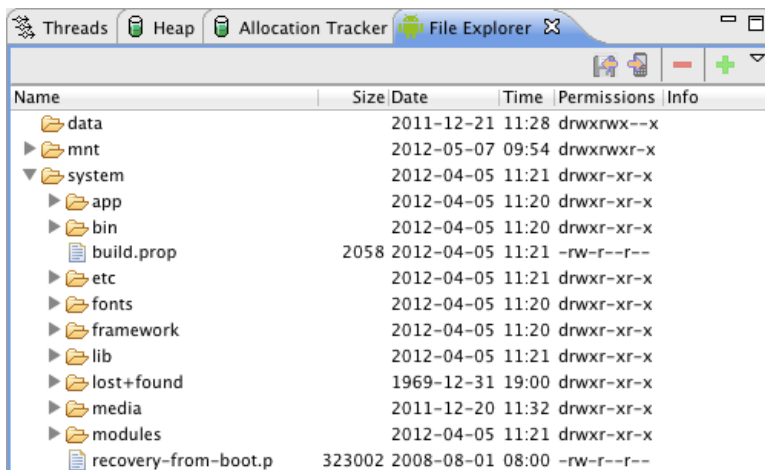 Threads Heap Allocation Tracker File Explorer
Name Size Date Time Permissions Info
data 2011-12-21 11:28 drwxrwx--x
mnt 2012-05-07 09:54 drwxrwxr-x
system 2012-04-05 11:21 drwxr-xr-x
app 2012-04-05 11:20 drwxr-xr-x
bin 2012-04-05 11:20 drwxr-xr-x
build.prop 2058 2012-04-05 11:21 -rw-r--r--
etc 2012-04-05 11:21 drwxr-xr-x
fonts 2012-04-05 11:20 drwxr-xr-x
framework 2012-04-05 11:20 drwxr-xr-x
lib 2012-04-05 11:21 drwxr-xr-x
lost+found 1969-12-31 19:00 drwxr-xr-x
media 2011-12-20 11:32 drwxr-xr-x
modules 2012-04-05 11:21 drwxr-xr-x
recovery-from-boot.p 323002 2008-08-01 08:00 -rw-r--r--